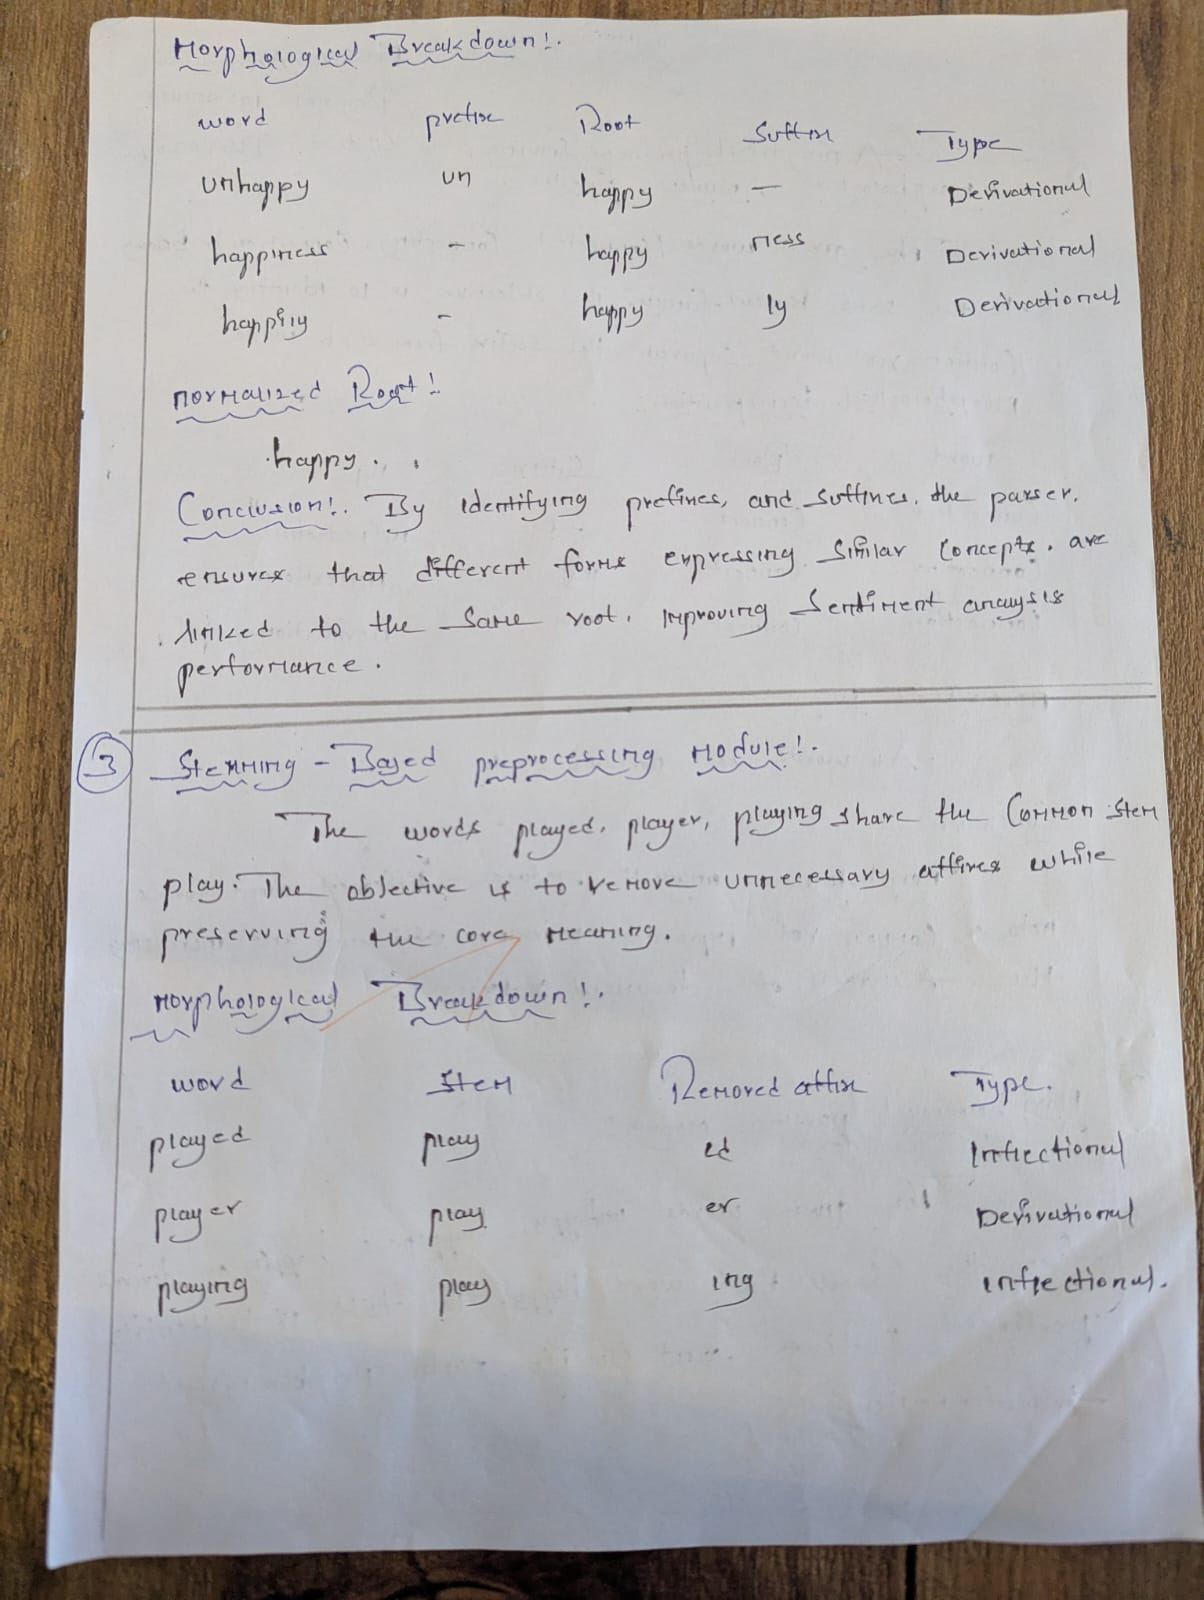 Morphological Breakdown!.
word prefix Root Suffix Type
unhappy un happy — Derivational
happiness - happy ness Derivational
happily - happy ly Derivational
normalized Root!
happy.
Conclusion!. By identifying prefixes, and suffixes, the parser.
ensures that different forms expressing similar concepts. are
linked to the same root. improving Sentiment analysis
performance.
3 Stemming - Based preprocessing module!.
The words played, player, playing share the Common stem
play. The objective is to remove unnecessary affixes while
preserving the core meaning.
Morphological Breakdown!.
word stem Removed affix Type.
played play ed Inflectional
player play er Derivational
playing play ing inflectional.